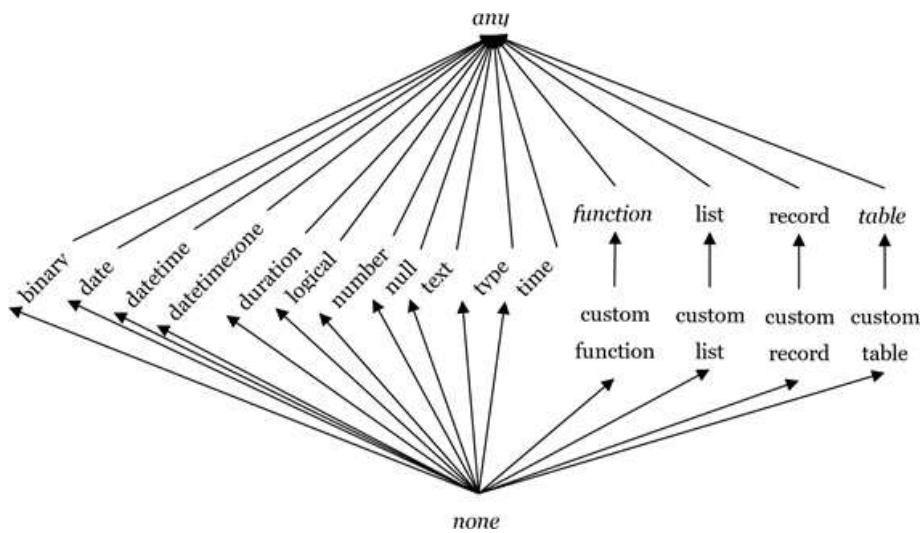 any
function list record table
binary date datetime datetimezone duration logical number null text type time
custom custom custom custom
function list record table
none